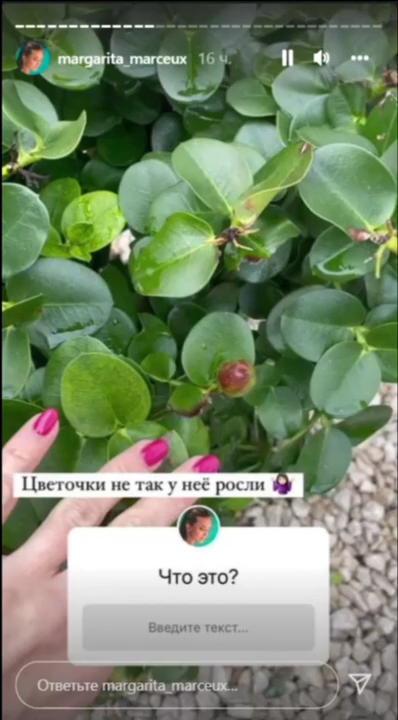 margarita_marceux 16 ч.
Цветочки не так у неё росли 🤷🏻‍♀️
Что это?
Введите текст...
Ответьте margarita_marceux...